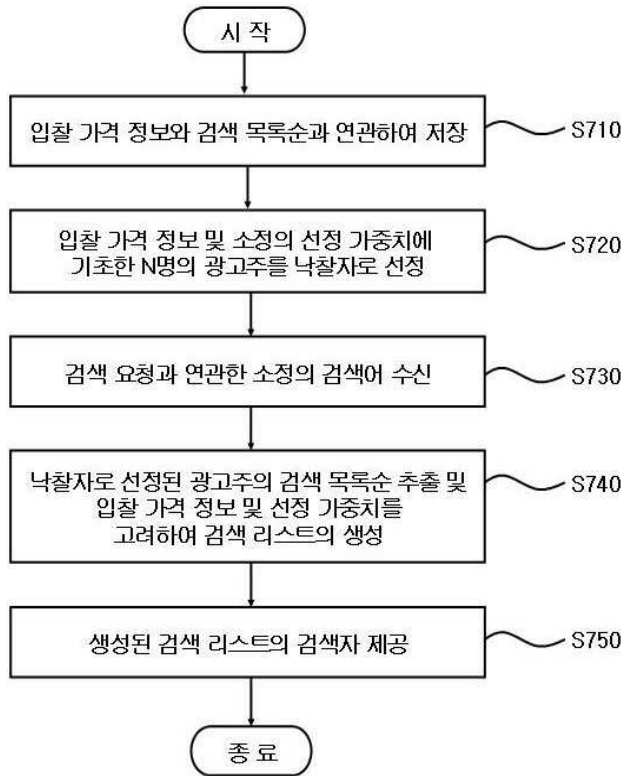 시 작
입찰 가격 정보와 검색 목록순과 연관하여 저장
S710
입찰 가격 정보 및 소정의 선정 가중치에
기초한 N명의 광고주를 낙찰자로 선정
S720
검색 요청과 연관한 소정의 검색어 수신
S730
낙찰자로 선정된 광고주의 검색 목록순 추출 및
입찰 가격 정보 및 선정 가중치를
고려하여 검색 리스트의 생성
S740
생성된 검색 리스트의 검색자 제공
S750
종 료